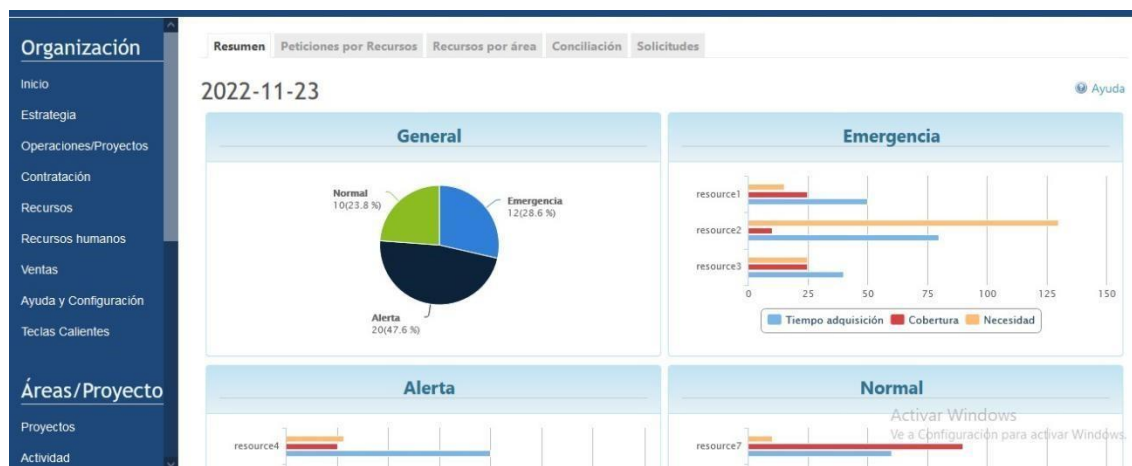 Organización
Inicio
Estrategia
Operaciones/Proyectos
Contratación
Recursos
Recursos humanos
Ventas
Ayuda y Configuración
Teclas Calientes
Áreas/Proyecto
Proyectos
Actividad
Resumen Peticiones por Recursos Recursos por área Conciliación Solicitudes
2022-11-23
Ayuda
General
Normal
10(23.8 %)
Emergencia
12(28.6 %)
Alerta
20(47.6 %)
Emergencia
resource1
resource2
resource3
0 25 50 75 100 125 150
Tiempo adquisición Cobertura Necesidad
Alerta
resource4
Normal
resource7
Activar Windows
Ve a Configuración para activar Windows.